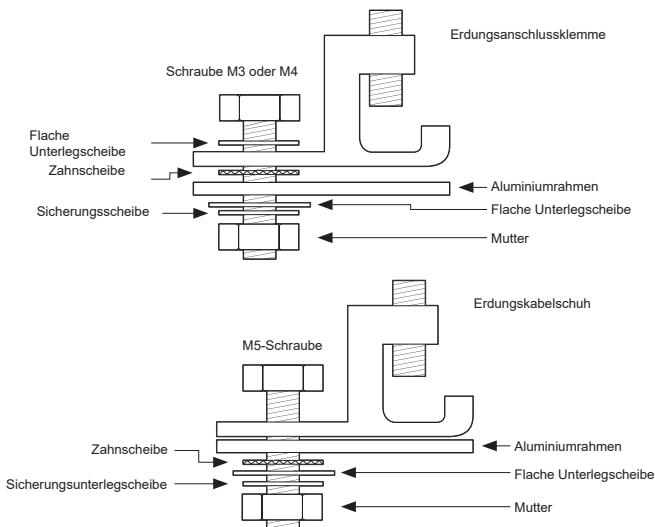 Erdungsanschlussklemme
Schraube M3 oder M4
Flache
Unterlegscheibe
Zahnscheibe
Aluminiumrahmen
Sicherungsscheibe
Flache Unterlegscheibe
Mutter
Erdungskabelschuh
M5-Schraube
Zahnscheibe
Aluminiumrahmen
Flache Unterlegscheibe
Sicherungsunterlegscheibe
Mutter